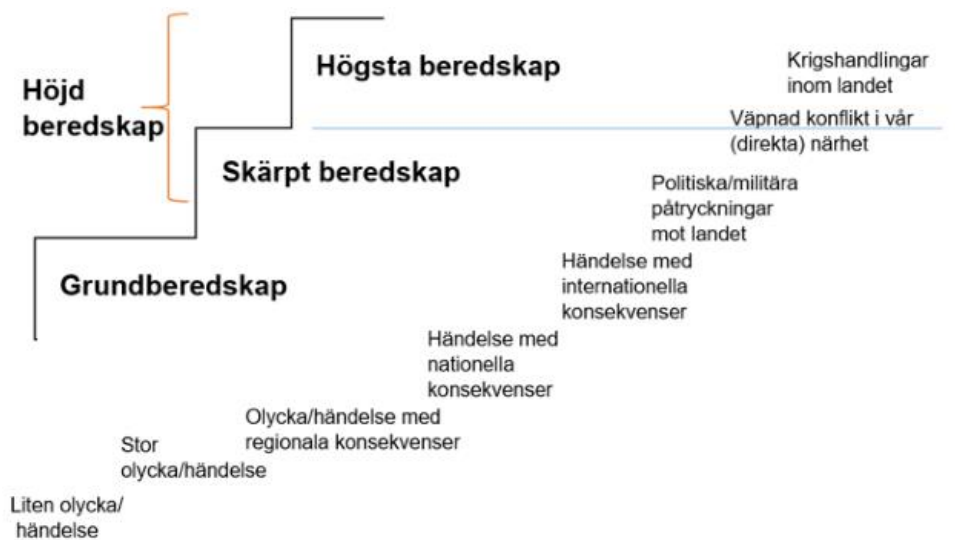 Höjd
beredskap
Högsta beredskap
Skärpt beredskap
Grundberedskap
Krigshandlingar
inom landet
Väpnad konflikt i vår
(direkta) närhet
Politiska/militära
påtryckningar
mot landet
Händelse med
internationella
konsekvenser
Händelse med
nationella
konsekvenser
Olycka/händelse med
regionala konsekvenser
Stor
olycka/händelse
Liten olycka/
händelse